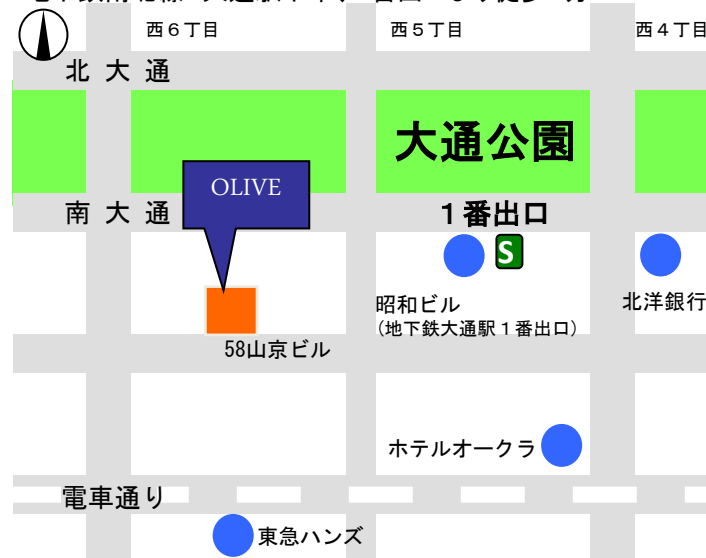 西６丁目
西５丁目
西４丁目
北 大 通
大通公園
OLIVE
南 大 通
１番出口
S
昭和ビル
(地下鉄大通駅１番出口)
北洋銀行
58山京ビル
ホテルオークラ
電車通り
東急ハンズ